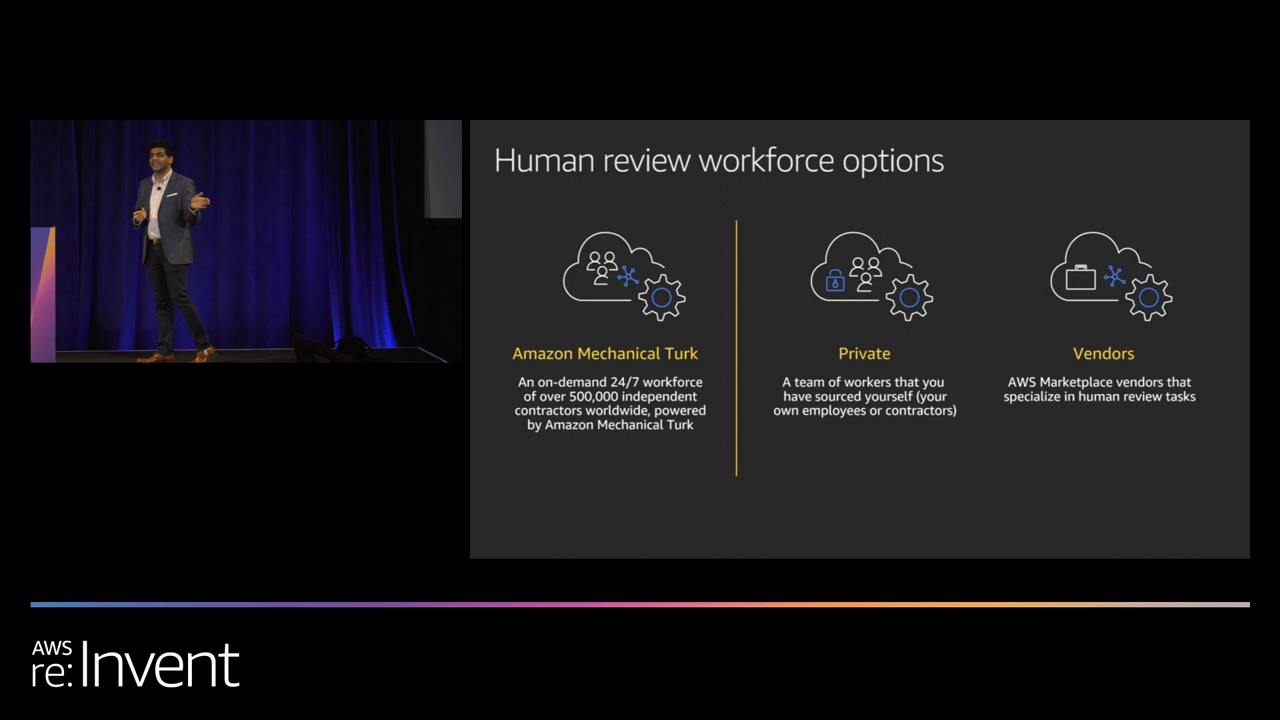 Human review workforce options
Amazon Mechanical Turk
An on-demand 24/7 workforce
of over 500,000 independent
contractors worldwide, powered
by Amazon Mechanical Turk
Private
A team of workers that you
have sourced yourself (your
own employees or contractors)
Vendors
AWS Marketplace vendors that
specialize in human review tasks
AWS
re:Invent